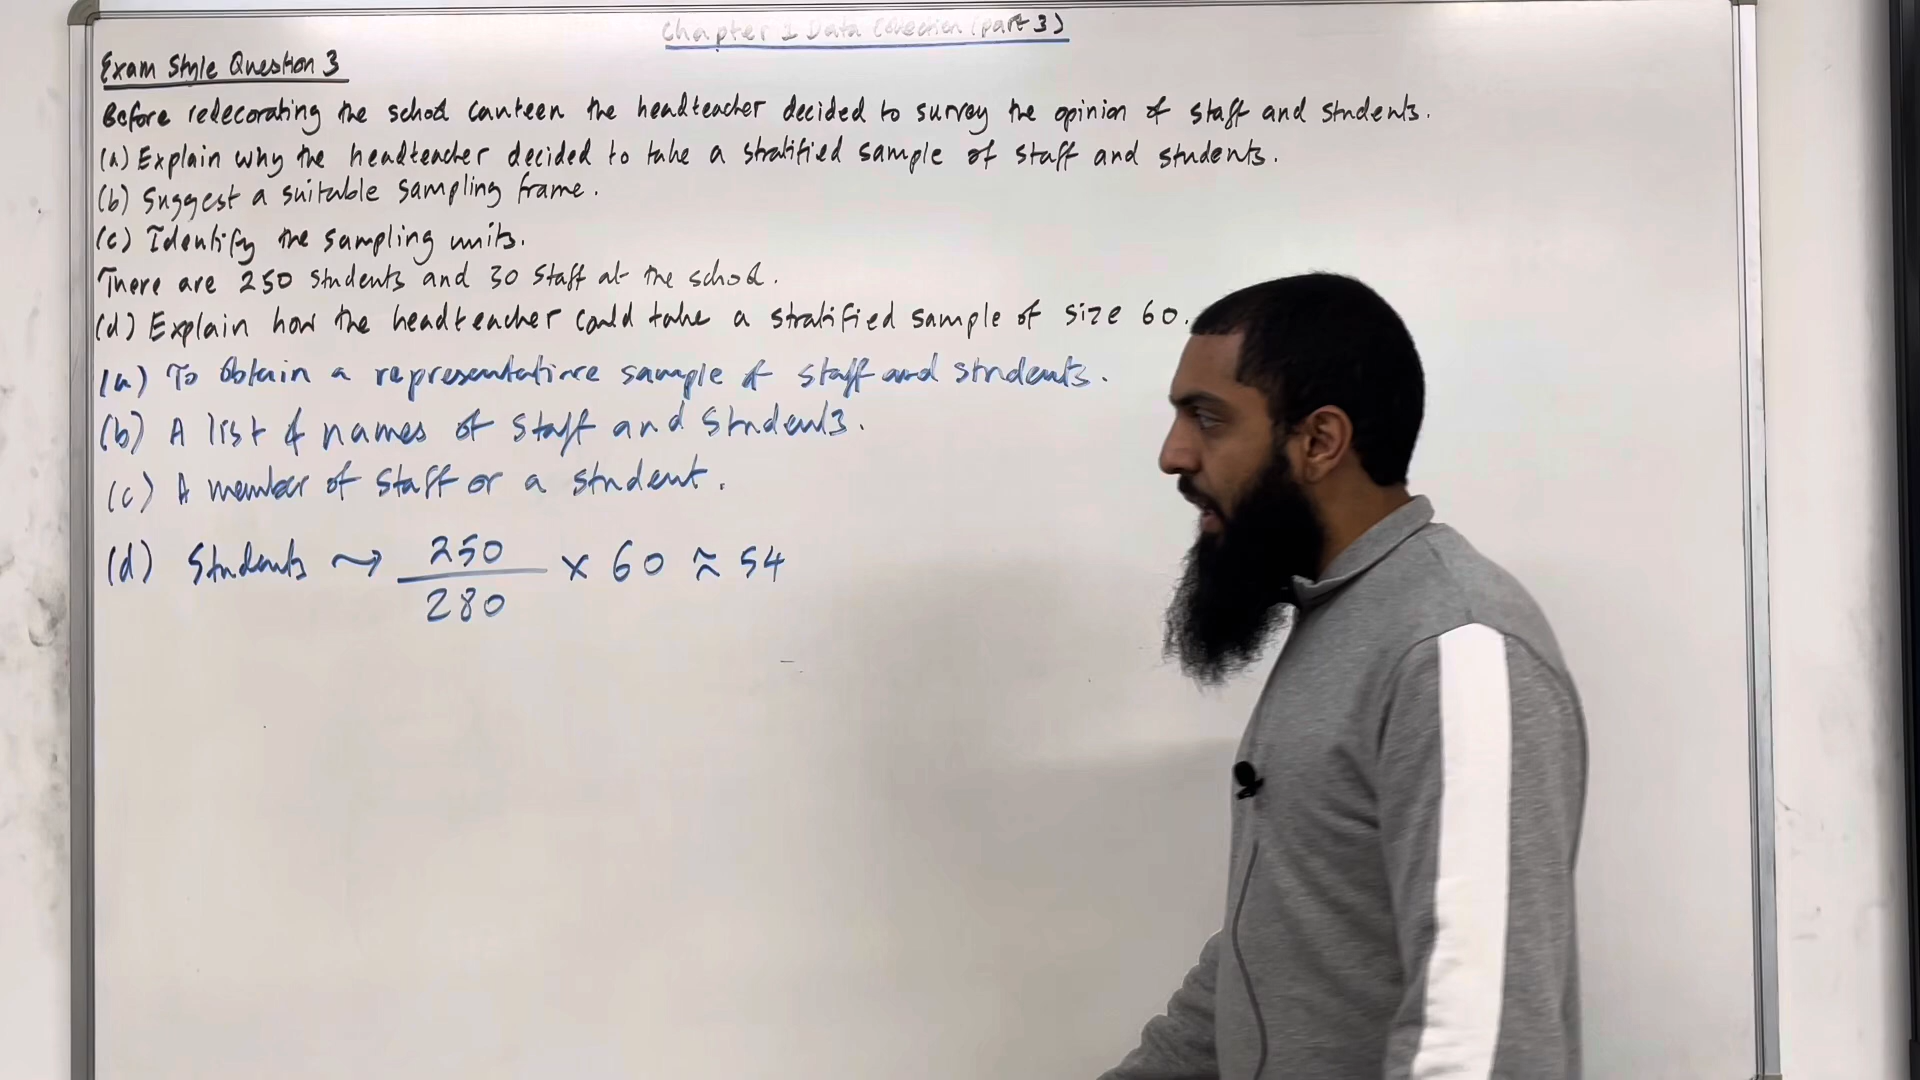 Chapter 1 Data Collection (part 3)
Exam Style Question 3
Before redecorating the school canteen the headteacher decided to survey the opinion of staff and students.
(a) Explain why the headteacher decided to take a stratified sample of staff and students.
(b) Suggest a suitable sampling frame.
(c) Identify the sampling units.
There are 250 students and 30 staff at the school.
(d) Explain how the headteacher could take a stratified sample of size 60.
(a) To obtain a representative sample of staff and students.
(b) A list of names of staff and students.
(c) A member of staff or a student.
(d) Students ⤳ 250/280 × 60 ≈ 54